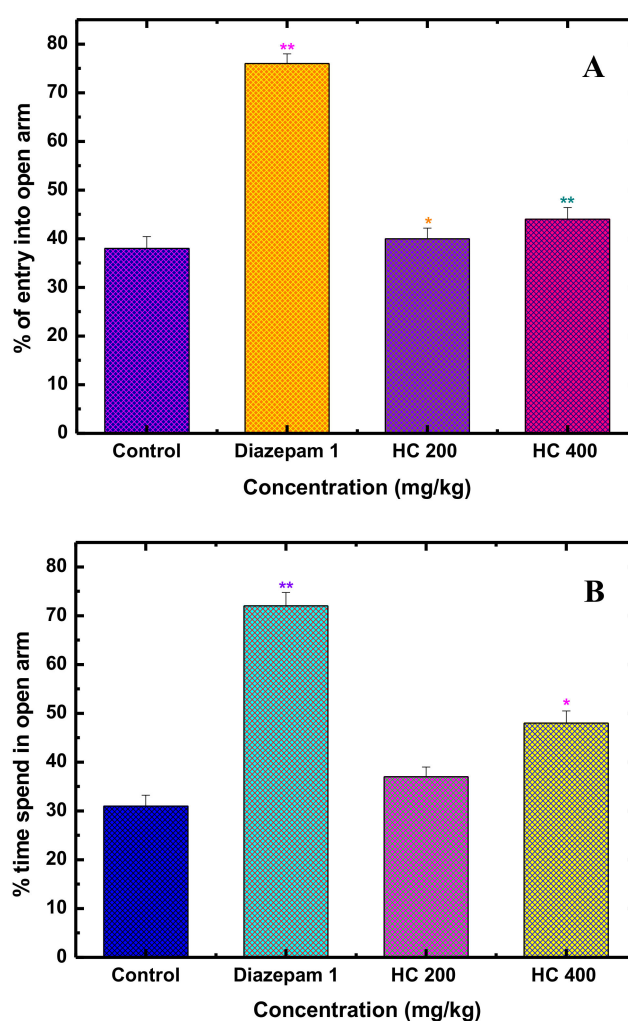 80
70
60
50
40
30
20
10
0
% of entry into open arm
A
**
*
**
Control Diazepam 1 HC 200 HC 400
Concentration (mg/kg)
80
70
60
50
40
30
20
10
0
% time spend in open arm
B
**
*
Control Diazepam 1 HC 200 HC 400
Concentration (mg/kg)